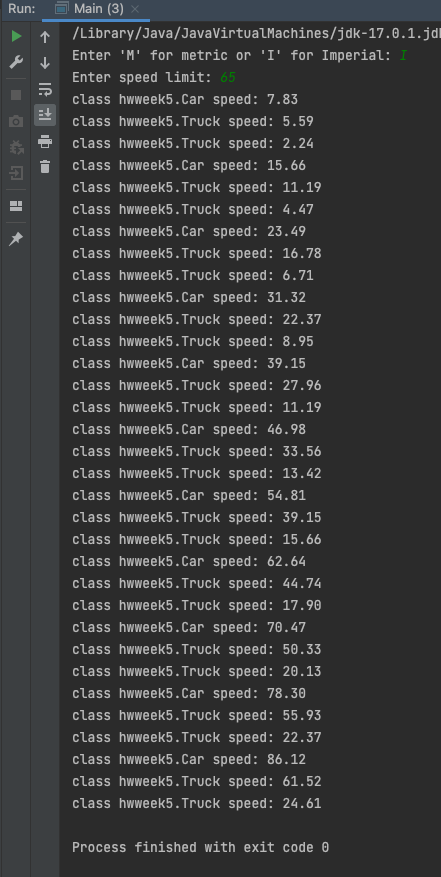 Run: Main (3) ×
/Library/Java/JavaVirtualMachines/jdk-17.0.1.jd
Enter 'M' for metric or 'I' for Imperial: I
Enter speed limit: 65
class hwweek5.Car speed: 7.83
class hwweek5.Truck speed: 5.59
class hwweek5.Truck speed: 2.24
class hwweek5.Car speed: 15.66
class hwweek5.Truck speed: 11.19
class hwweek5.Truck speed: 4.47
class hwweek5.Car speed: 23.49
class hwweek5.Truck speed: 16.78
class hwweek5.Truck speed: 6.71
class hwweek5.Car speed: 31.32
class hwweek5.Truck speed: 22.37
class hwweek5.Truck speed: 8.95
class hwweek5.Car speed: 39.15
class hwweek5.Truck speed: 27.96
class hwweek5.Truck speed: 11.19
class hwweek5.Car speed: 46.98
class hwweek5.Truck speed: 33.56
class hwweek5.Truck speed: 13.42
class hwweek5.Car speed: 54.81
class hwweek5.Truck speed: 39.15
class hwweek5.Truck speed: 15.66
class hwweek5.Car speed: 62.64
class hwweek5.Truck speed: 44.74
class hwweek5.Truck speed: 17.90
class hwweek5.Car speed: 70.47
class hwweek5.Truck speed: 50.33
class hwweek5.Truck speed: 20.13
class hwweek5.Car speed: 78.30
class hwweek5.Truck speed: 55.93
class hwweek5.Truck speed: 22.37
class hwweek5.Car speed: 86.12
class hwweek5.Truck speed: 61.52
class hwweek5.Truck speed: 24.61
Process finished with exit code 0